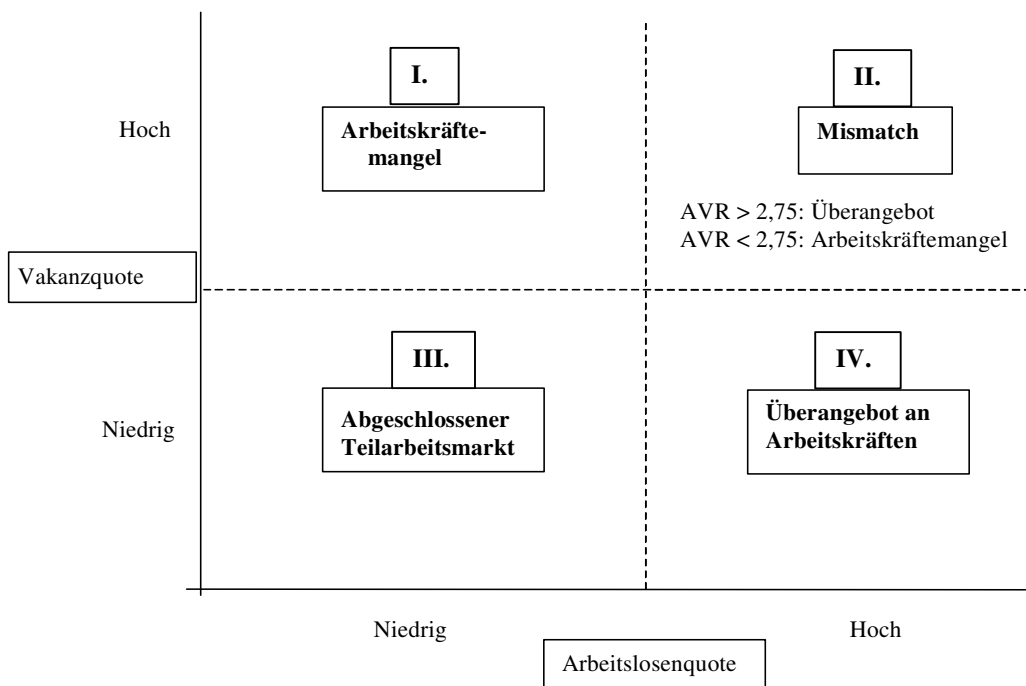 I.
II.
Hoch
Arbeitskräfte-
mangel
Mismatch
AVR > 2,75: Überangebot
AVR < 2,75: Arbeitskräftemangel
Vakanzquote
III.
IV.
Niedrig
Abgeschlossener
Teilarbeitsmarkt
Überangebot an
Arbeitskräften
Niedrig
Hoch
Arbeitslosenquote